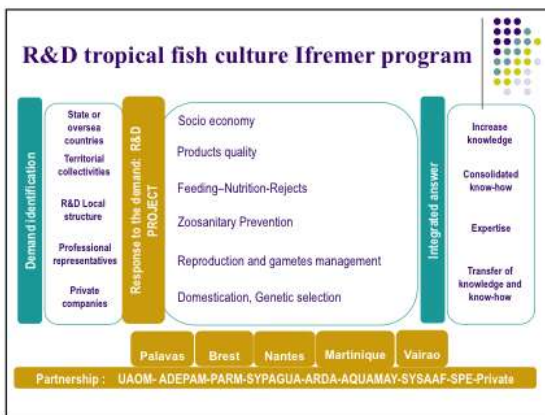 R&D tropical fish culture Ifremer program
Demand identification
State or
oversea
countries
Territorial
collectivities
R&D Local
structure
Professional
representatives
Private
companies
Response to the demand: R&D
PROJECT
Socio economy
Products quality
Feeding–Nutrition-Rejects
Zoosanitary Prevention
Reproduction and gametes management
Domestication, Genetic selection
Integrated answer
Increase
knowledge
Consolidated
know-how
Expertise
Transfer of
knowledge and
know-how
Palavas
Brest
Nantes
Martinique
Vairao
Partnership : UAOM- ADEPAM-PARM-SYPAGUA-ARDA-AQUAMAY-SYSAAF-SPE-Private